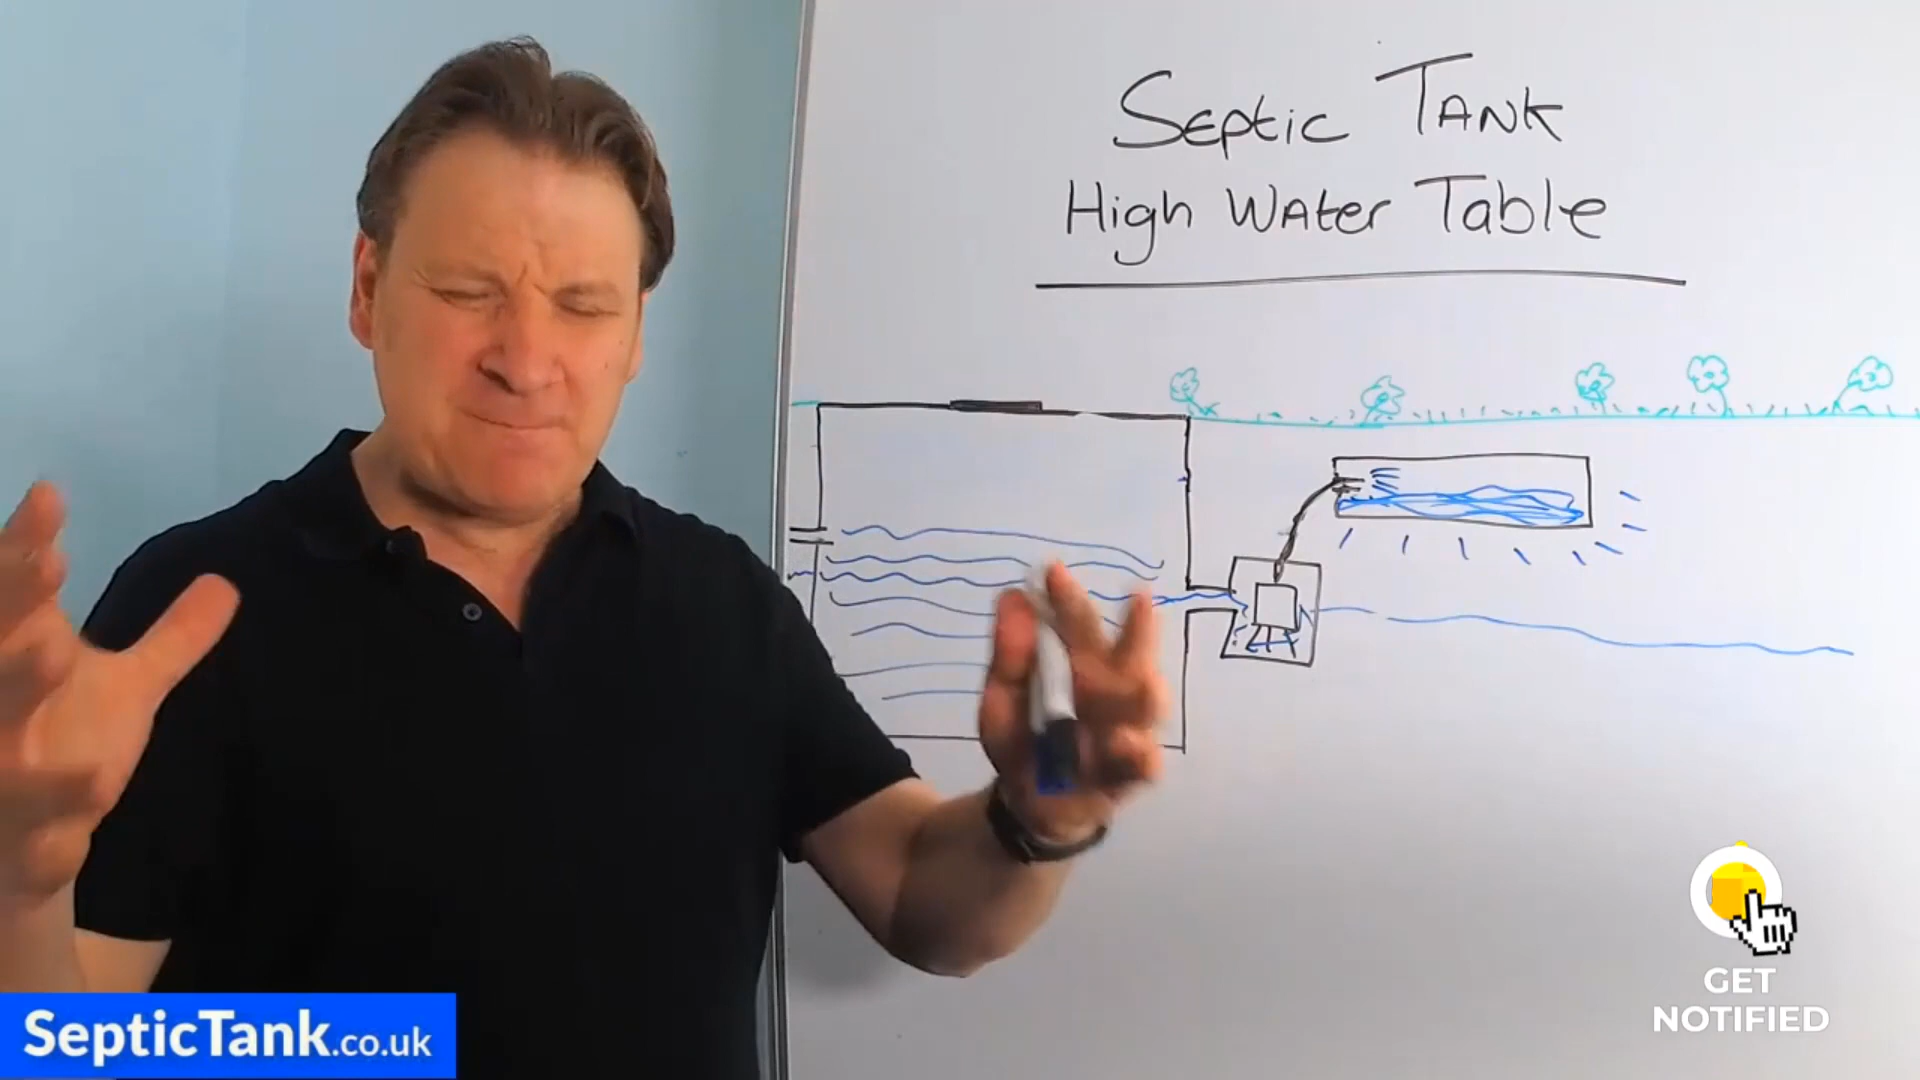 Septic Tank
High Water Table
SepticTank.co.uk
GET
NOTIFIED